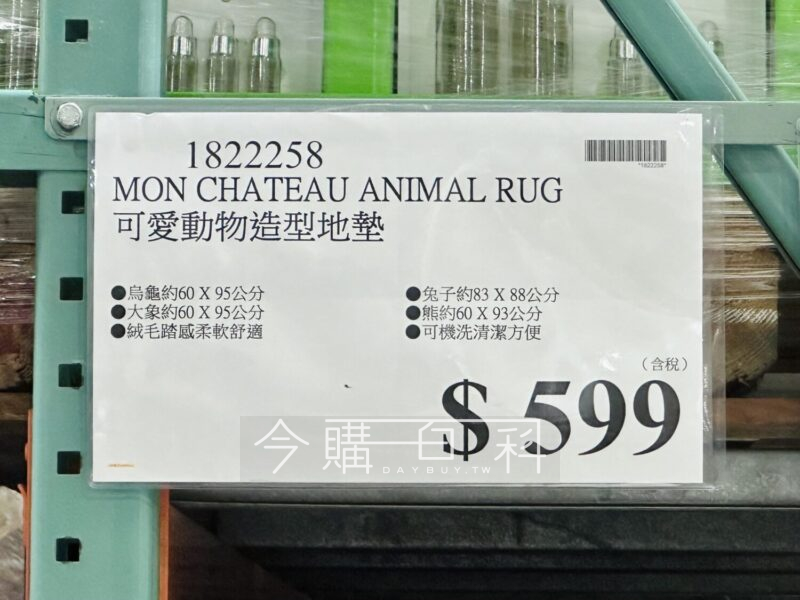 1822258
*1822258*
MON CHATEAU ANIMAL RUG
可愛動物造型地墊
●烏龜約60 X 95公分
●大象約60 X 95公分
●絨毛踏感柔軟舒適
●兔子約83 X 88公分
●熊約60 X 93公分
●可機洗清潔方便
(含稅)
$ 599
今購百科
DAYBUY.TW